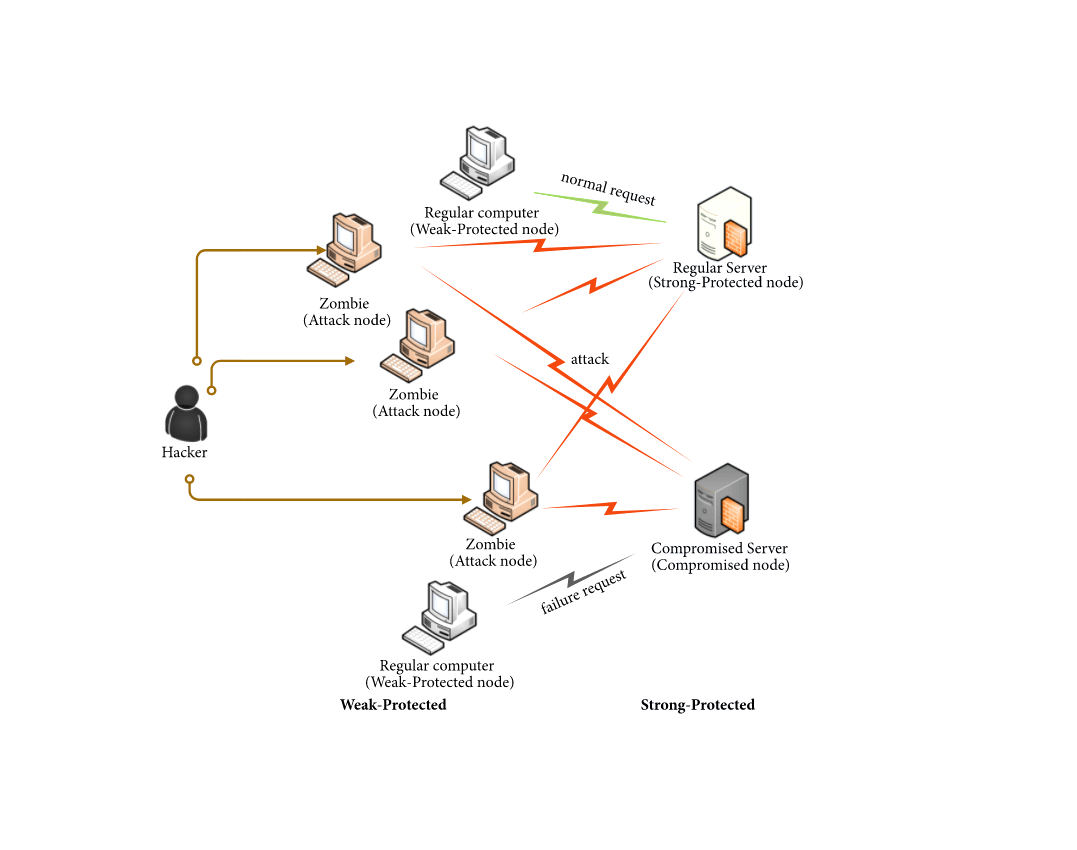 normal request
Regular computer
(Weak-Protected node)
Regular Server
(Strong-Protected node)
Zombie
(Attack node)
attack
Zombie
(Attack node)
Hacker
Zombie
(Attack node)
Compromised Server
(Compromised node)
failure request
Regular computer
(Weak-Protected node)
Weak-Protected
Strong-Protected